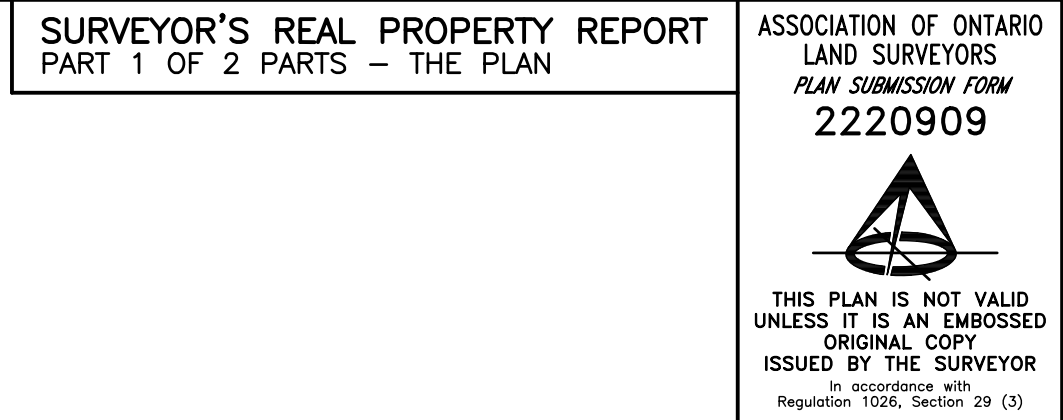 SURVEYOR'S REAL PROPERTY REPORT
PART 1 OF 2 PARTS – THE PLAN
ASSOCIATION OF ONTARIO
LAND SURVEYORS
PLAN SUBMISSION FORM
2220909
THIS PLAN IS NOT VALID
UNLESS IT IS AN EMBOSSED
ORIGINAL COPY
ISSUED BY THE SURVEYOR
In accordance with
Regulation 1026, Section 29 (3)